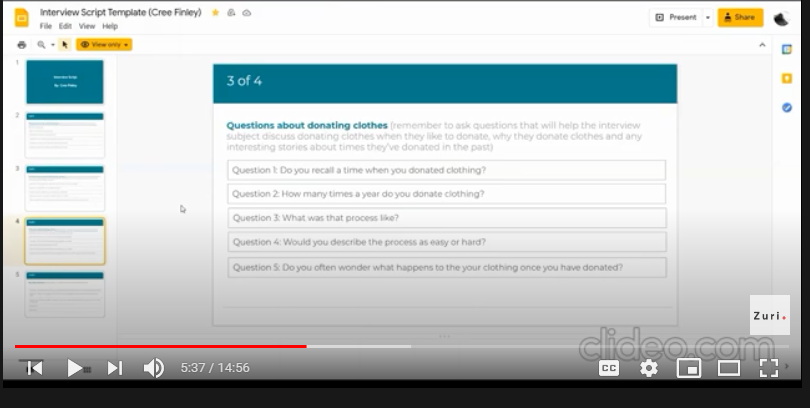 Interview Script Template (Cree Finley)
File Edit View Help
Present
Share
View only
1
2
3
4
5
3 of 4
Questions about donating clothes (remember to ask questions that will help the interview
subject discuss donating clothes when they like to donate, why they donate clothes and any
interesting stories about times they've donated in the past)
Question 1: Do you recall a time when you donated clothing?
Question 2: How many times a year do you donate clothing?
Question 3: What was that process like?
Question 4: Would you describe the process as easy or hard?
Question 5: Do you often wonder what happens to the your clothing once you have donated?
Zuri.
clideo.com
5:37 / 14:56
CC